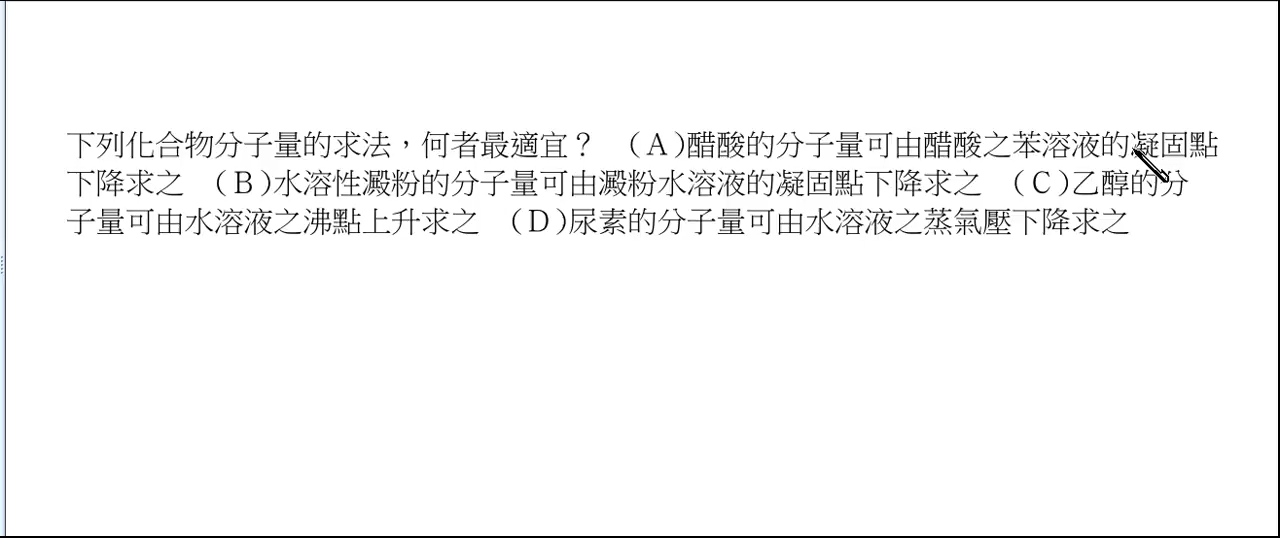 下列化合物分子量的求法，何者最適宜？ （Ａ）醋酸的分子量可由醋酸之苯溶液的凝固點
下降求之 （Ｂ）水溶性澱粉的分子量可由澱粉水溶液的凝固點下降求之 （Ｃ）乙醇的分
子量可由水溶液之沸點上升求之 （Ｄ）尿素的分子量可由水溶液之蒸氣壓下降求之